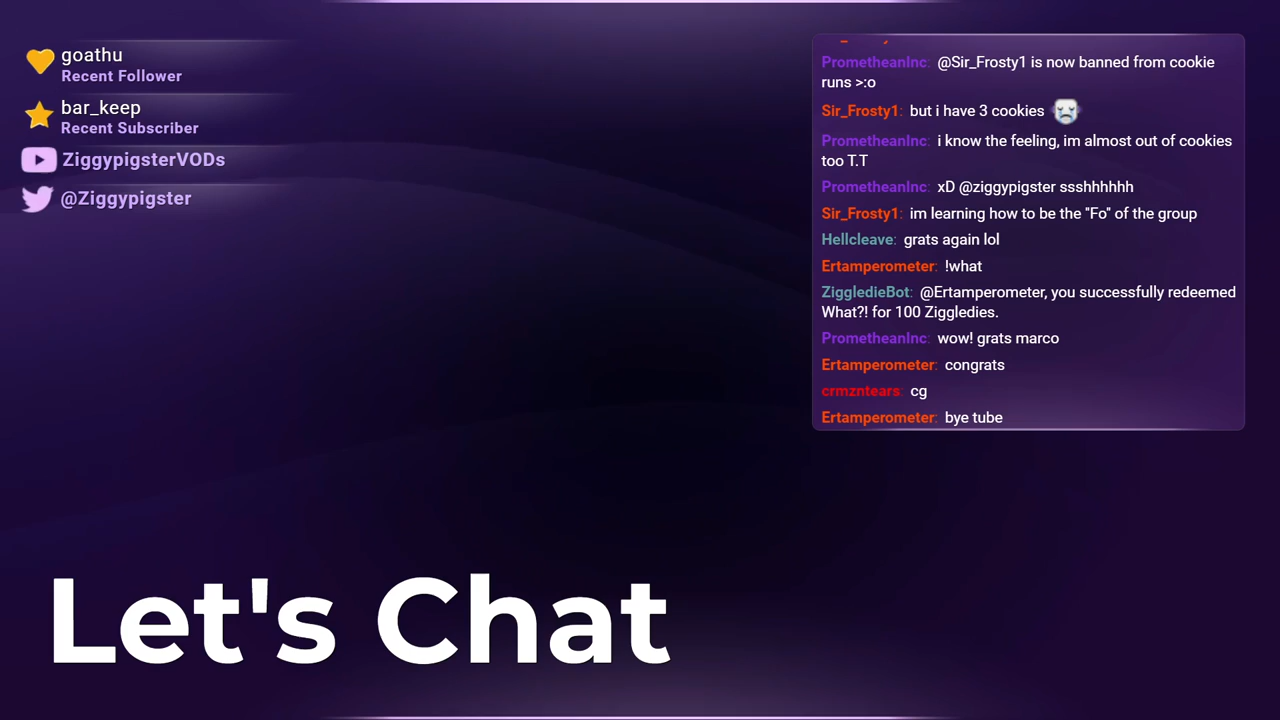 goathu
Recent Follower
bar_keep
Recent Subscriber
ZiggypigsterVODs
@Ziggypigster
PrometheanInc: @Sir_Frosty1 is now banned from cookie
runs >:o
Sir_Frosty1: but i have 3 cookies
PrometheanInc: i know the feeling, im almost out of cookies
too T.T
PrometheanInc: xD @ziggypigster sssshhhhh
Sir_Frosty1: im learning how to be the "Fo" of the group
Hellcleave: grats again lol
Ertamperometer: !what
ZiggledieBot: @Ertamperometer, you successfully redeemed
What?! for 100 Ziggledies.
PrometheanInc: wow! grats marco
Ertamperometer: congrats
crmzntears: cg
Ertamperometer: bye tube
Let's Chat